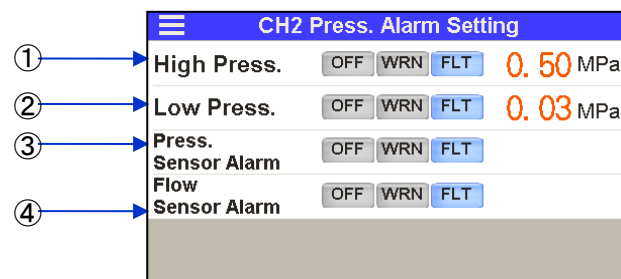 CH2 Press. Alarm Setting
① High Press. OFF WRN FLT 0.50 MPa
② Low Press. OFF WRN FLT 0.03 MPa
③ Press.
Sensor Alarm OFF WRN FLT
Flow
④ Sensor Alarm OFF WRN FLT